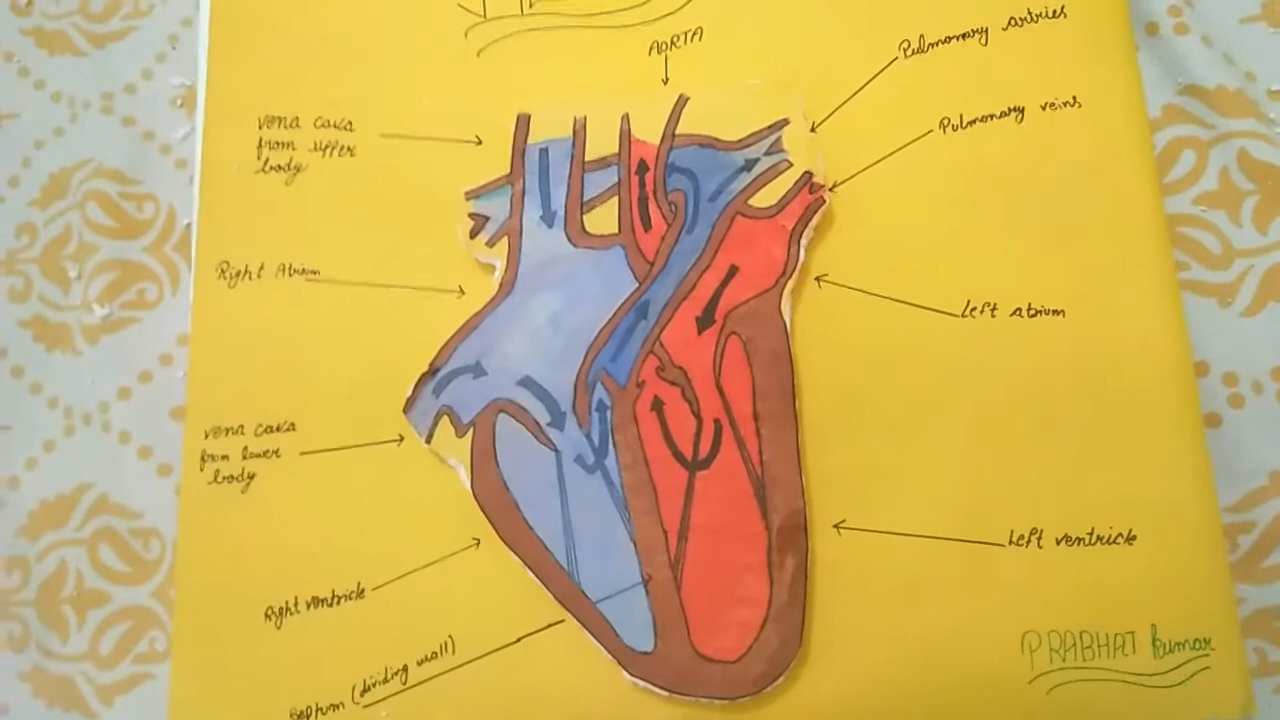 AORTA
Pulmonary artries
Pulmonary veins
vena cava
from upper
body
Right Atrium
Left atrium
vena cava
from lower
body
Left ventricle
Right ventricle
Septum (dividing wall)
PRABHAT kumar